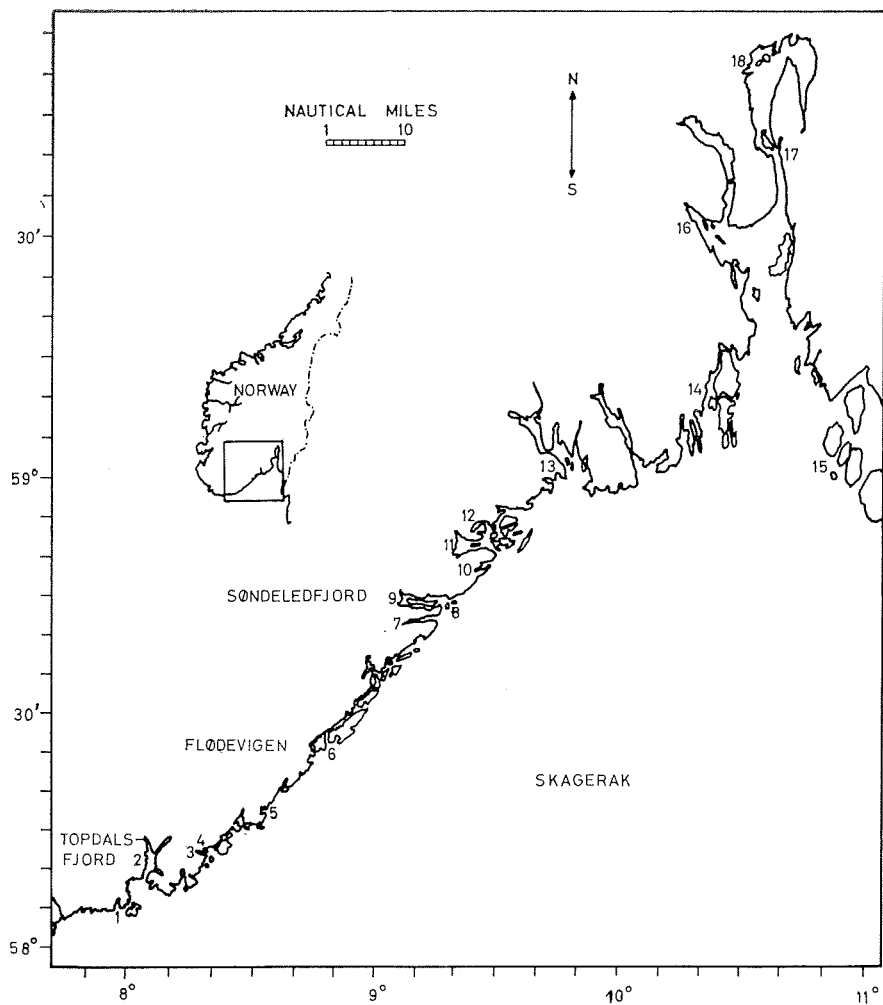 18
N
NAUTICAL MILES
1 10
17
S
30'
16
NORWAY
14
13
15
59°
12
11
10
SØNDELEDFJORD
9
8
7
30'
FLØDEVIGEN
6
SKAGERAK
5
TOPDALS
FJORD
4
3
2
1
58°
8° 9° 10° 11°